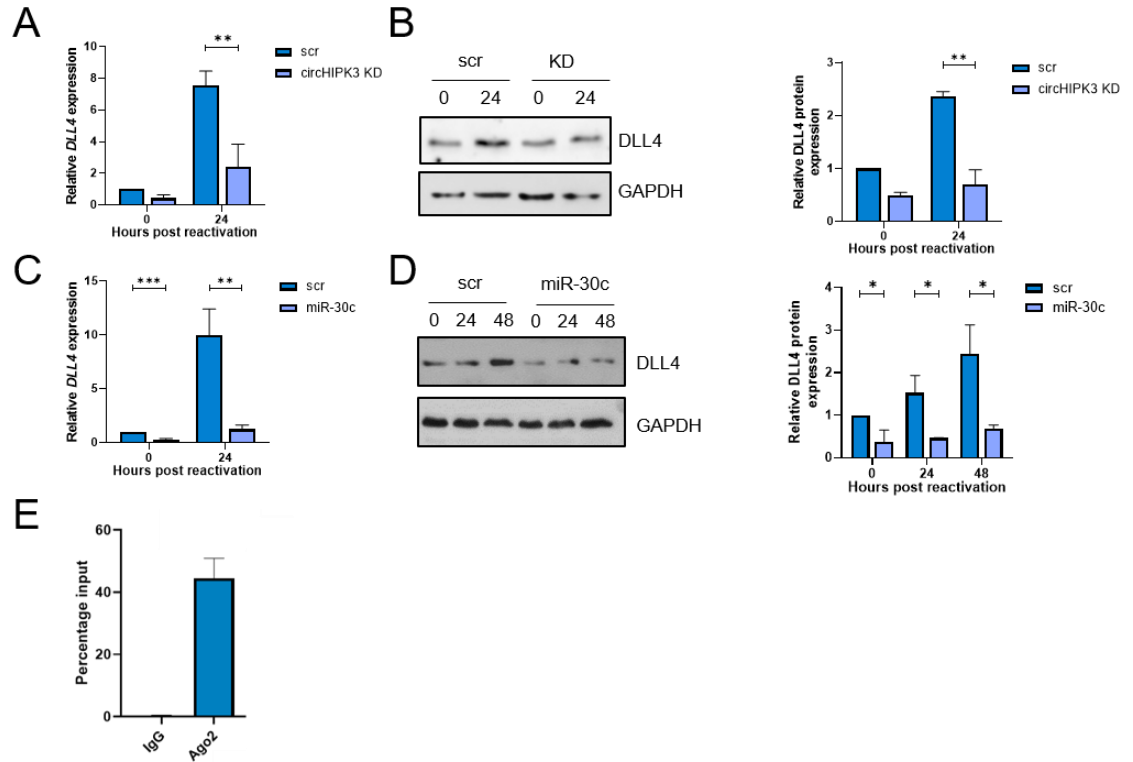 A
Relative DLL4 expression
10
8
6
4
2
0
**
scr
circHIPK3 KD
0 24
Hours post reactivation
B
scr KD
0 24 0 24
DLL4
GAPDH
Relative DLL4 protein
expression
3
2
1
0
**
scr
circHIPK3 KD
0 24
Hours post reactivation
C
Relative DLL4 expression
15
10
5
0
*** **
scr
miR-30c
0 24
Hours post reactivation
D
scr miR-30c
0 24 48 0 24 48
DLL4
GAPDH
Relative DLL4 protein
expression
4
3
2
1
0
* * *
scr
miR-30c
0 24 48
Hours post reactivation
E
Percentage input
60
40
20
0
IgG
Ago2